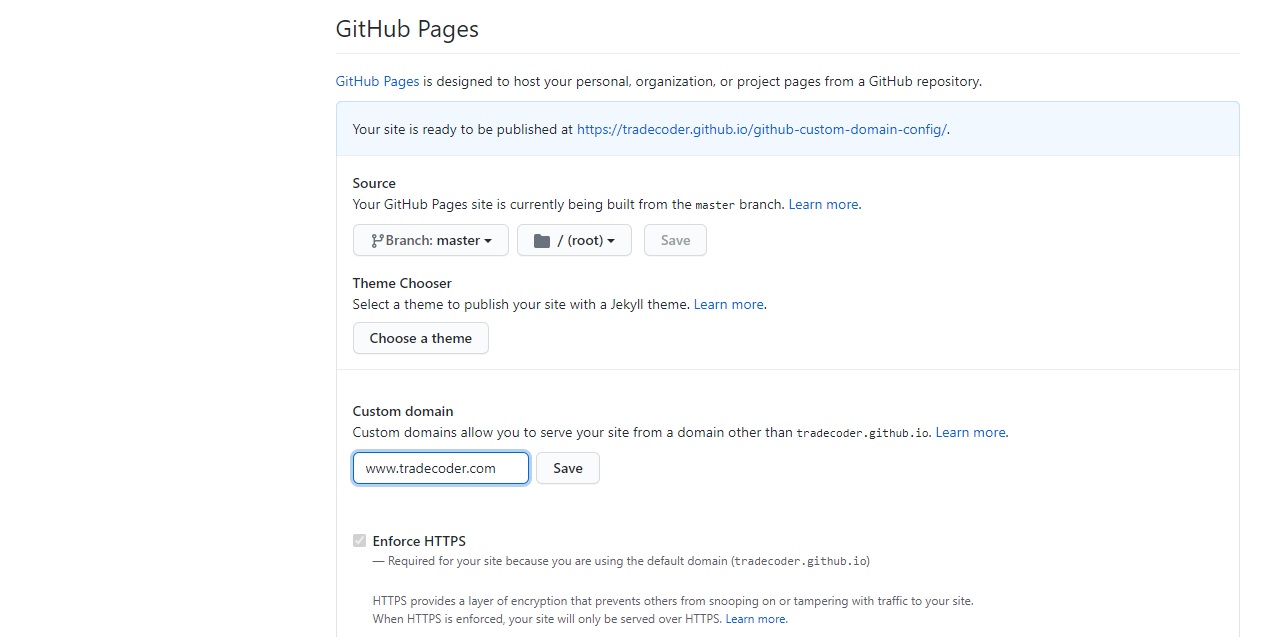 GitHub Pages
GitHub Pages is designed to host your personal, organization, or project pages from a GitHub repository.
Your site is ready to be published at https://tradecoder.github.io/github-custom-domain-config/.
Source
Your GitHub Pages site is currently being built from the master branch. Learn more.
Branch: master / (root) Save
Theme Chooser
Select a theme to publish your site with a Jekyll theme. Learn more.
Choose a theme
Custom domain
Custom domains allow you to serve your site from a domain other than tradecoder.github.io. Learn more.
www.tradecoder.com Save
Enforce HTTPS
— Required for your site because you are using the default domain (tradecoder.github.io)
HTTPS provides a layer of encryption that prevents others from snooping on or tampering with traffic to your site.
When HTTPS is enforced, your site will only be served over HTTPS. Learn more.